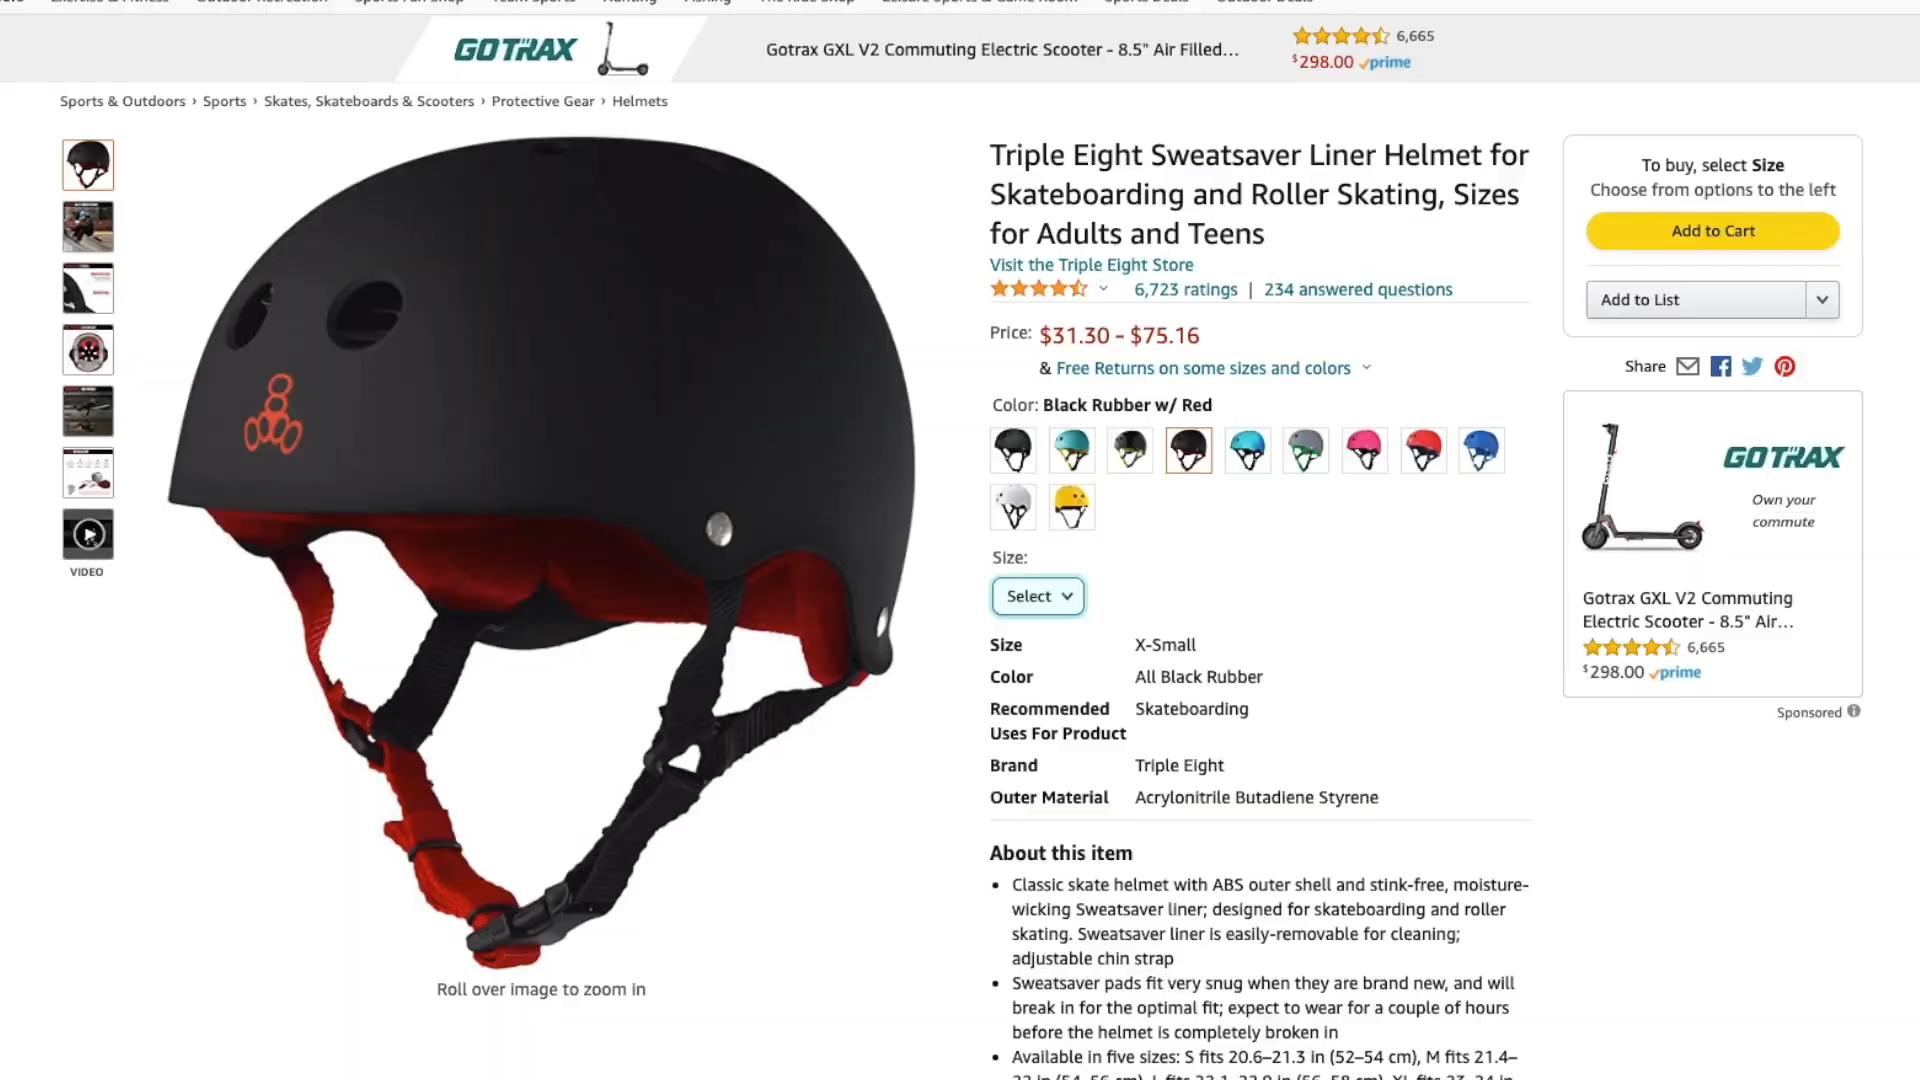 GOTRAX
Gotrax GXL V2 Commuting Electric Scooter - 8.5" Air Filled...
6,665
$298.00 prime
Sports & Outdoors › Sports › Skates, Skateboards & Scooters › Protective Gear › Helmets
VIDEO
Roll over image to zoom in
Triple Eight Sweatsaver Liner Helmet for
Skateboarding and Roller Skating, Sizes
for Adults and Teens
Visit the Triple Eight Store
6,723 ratings | 234 answered questions
Price: $31.30 - $75.16
& Free Returns on some sizes and colors
Color: Black Rubber w/ Red
Size:
Select
Size X-Small
Color All Black Rubber
Recommended Skateboarding
Uses For Product
Brand Triple Eight
Outer Material Acrylonitrile Butadiene Styrene
About this item
• Classic skate helmet with ABS outer shell and stink-free, moisture-
wicking Sweatsaver liner; designed for skateboarding and roller
skating. Sweatsaver liner is easily-removable for cleaning;
adjustable chin strap
• Sweatsaver pads fit very snug when they are brand new, and will
break in for the optimal fit; expect to wear for a couple of hours
before the helmet is completely broken in
• Available in five sizes: S fits 20.6–21.3 in (52–54 cm), M fits 21.4–
To buy, select Size
Choose from options to the left
Add to Cart
Add to List
Share
GOTRAX
Own your
commute
Gotrax GXL V2 Commuting
Electric Scooter - 8.5" Air...
6,665
$298.00 prime
Sponsored